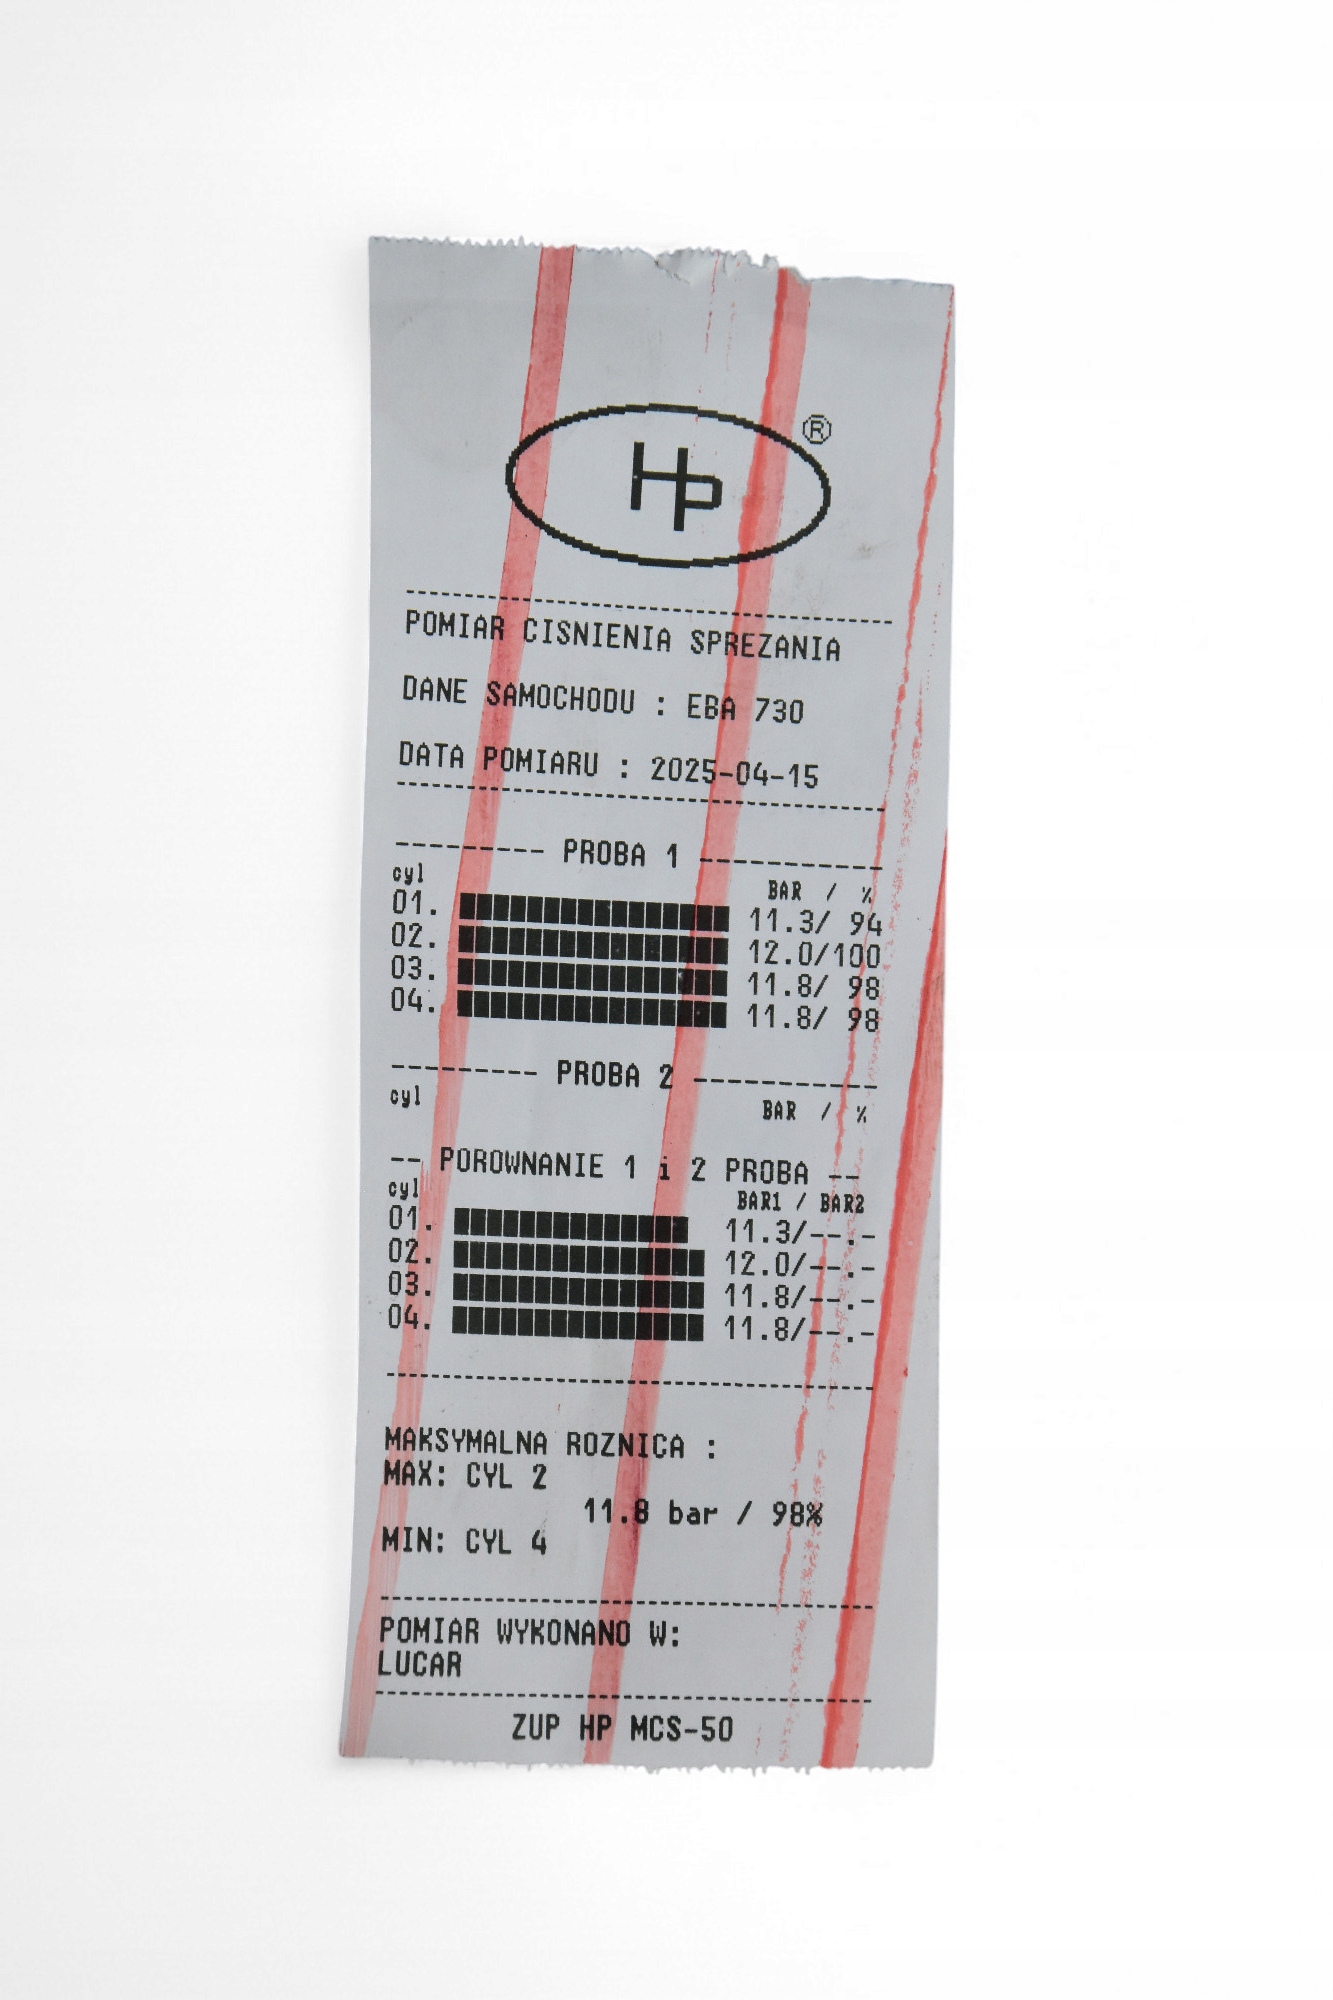 HP ®
POMIAR CISNIENIA SPREZANIA
DANE SAMOCHODU : EBA 730
DATA POMIARU : 2025-04-15
--------- PROBA 1 -----------
cyl BAR / %
01. 11.3/ 94
02. 12.0/100
03. 11.8/ 98
04. 11.8/ 98
--------- PROBA 2 -----------
cyl BAR / %
-- POROWNANIE 1 i 2 PROBA --
cyl BAR1 / BAR2
01. 11.3/--.-
02. 12.0/--.-
03. 11.8/--.-
04. 11.8/--.-
MAKSYMALNA ROZNICA :
MAX: CYL 2
11.8 bar / 98%
MIN: CYL 4
POMIAR WYKONANO W:
LUCAR
ZUP HP MCS-50